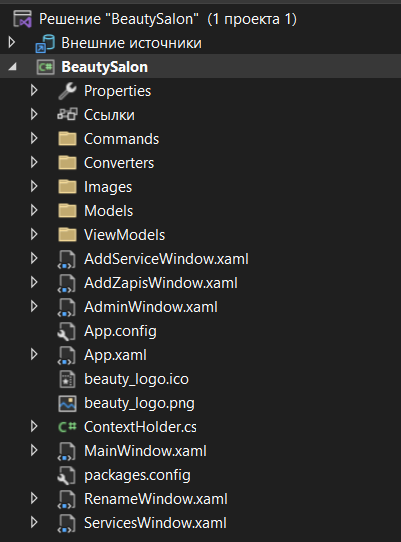 Решение "BeautySalon" (1 проекта 1)
Внешние источники
C# BeautySalon
Properties
Ссылки
Commands
Converters
Images
Models
ViewModels
AddServiceWindow.xaml
AddZapisWindow.xaml
AdminWindow.xaml
App.config
App.xaml
beauty_logo.ico
beauty_logo.png
C# ContextHolder.cs
MainWindow.xaml
packages.config
RenameWindow.xaml
ServicesWindow.xaml